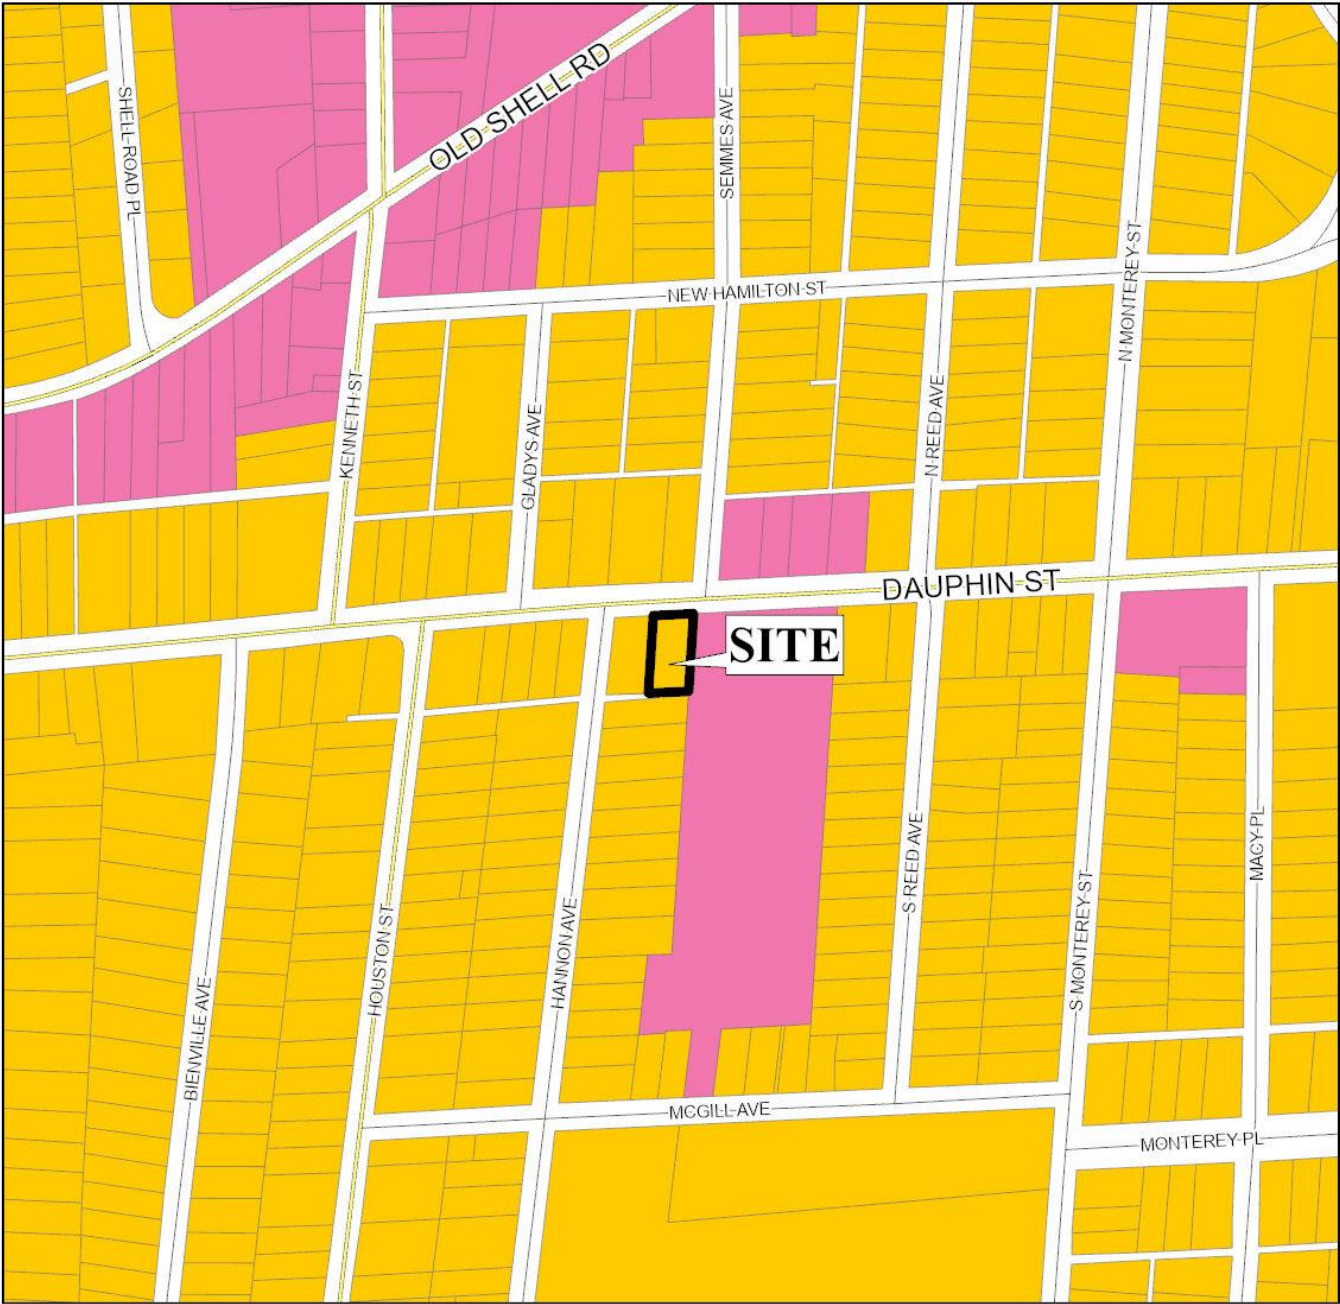 OLD SHELL RD
SHELL ROAD PL
SEMMES AVE
NEW HAMILTON ST
N MONTEREY ST
KENNETH ST
GLADYS AVE
N REED AVE
DAUPHIN ST
SITE
HOUSTON ST
HANNON AVE
S REED AVE
S MONTEREY ST
MACY PL
BIENVILLE AVE
MCGILL AVE
MONTEREY PL